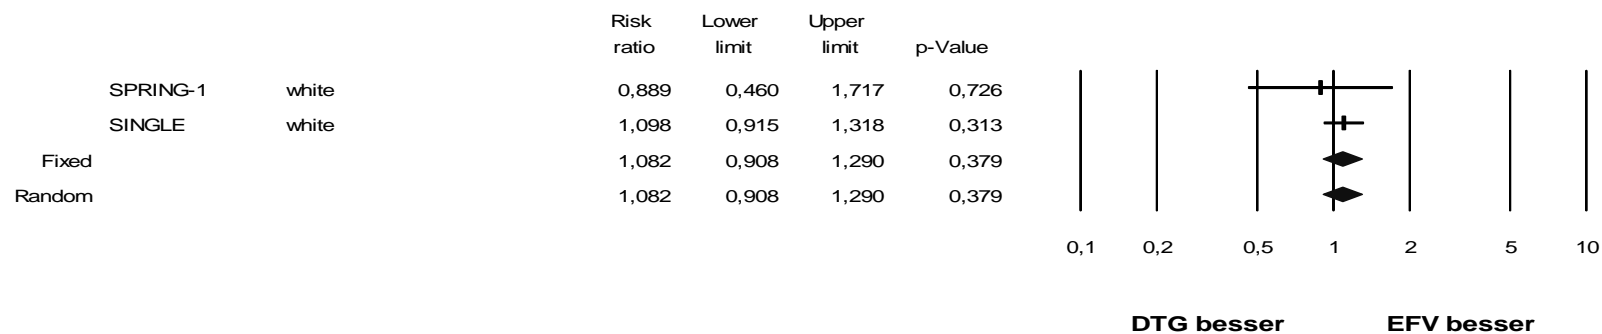 Risk Lower Upper
ratio limit limit p-Value
SPRING-1 white 0,889 0,460 1,717 0,726
SINGLE white 1,098 0,915 1,318 0,313
Fixed 1,082 0,908 1,290 0,379
Random 1,082 0,908 1,290 0,379
0,1 0,2 0,5 1 2 5 10
DTG besser EFV besser